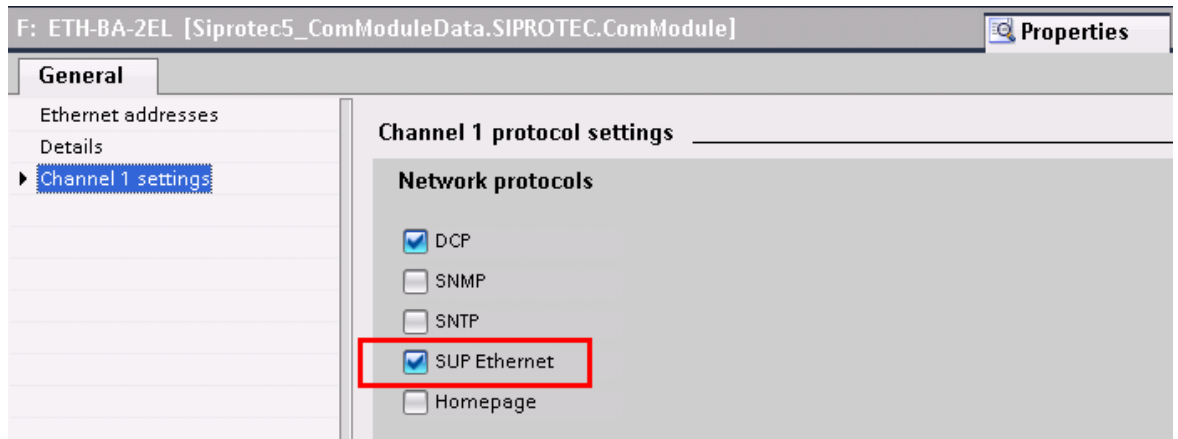 F: ETH-BA-2EL [Siprotec5_ComModuleData.SIPROTEC.ComModule]
Properties
General
Ethernet addresses
Details
Channel 1 settings
Channel 1 protocol settings
Network protocols
DCP
SNMP
SNTP
SUP Ethernet
Homepage